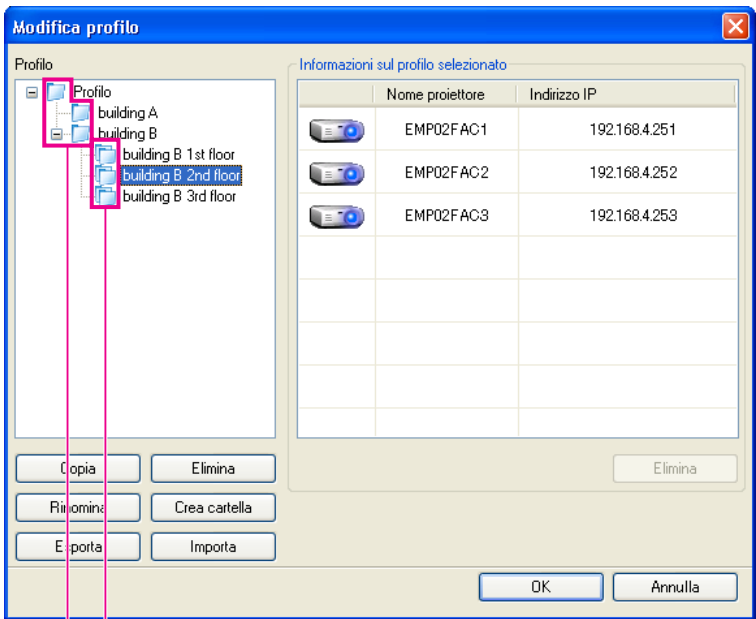 Modifica profilo
Profilo
Profilo
building A
building B
building B 1st floor
building B 2nd floor
building B 3rd floor
Informazioni sul profilo selezionato
Nome proiettore Indirizzo IP
EMP02FAC1 192.168.4.251
EMP02FAC2 192.168.4.252
EMP02FAC3 192.168.4.253
Copia Elimina
Elimina
Rinomina Crea cartella
Esporta Importa
OK Annulla